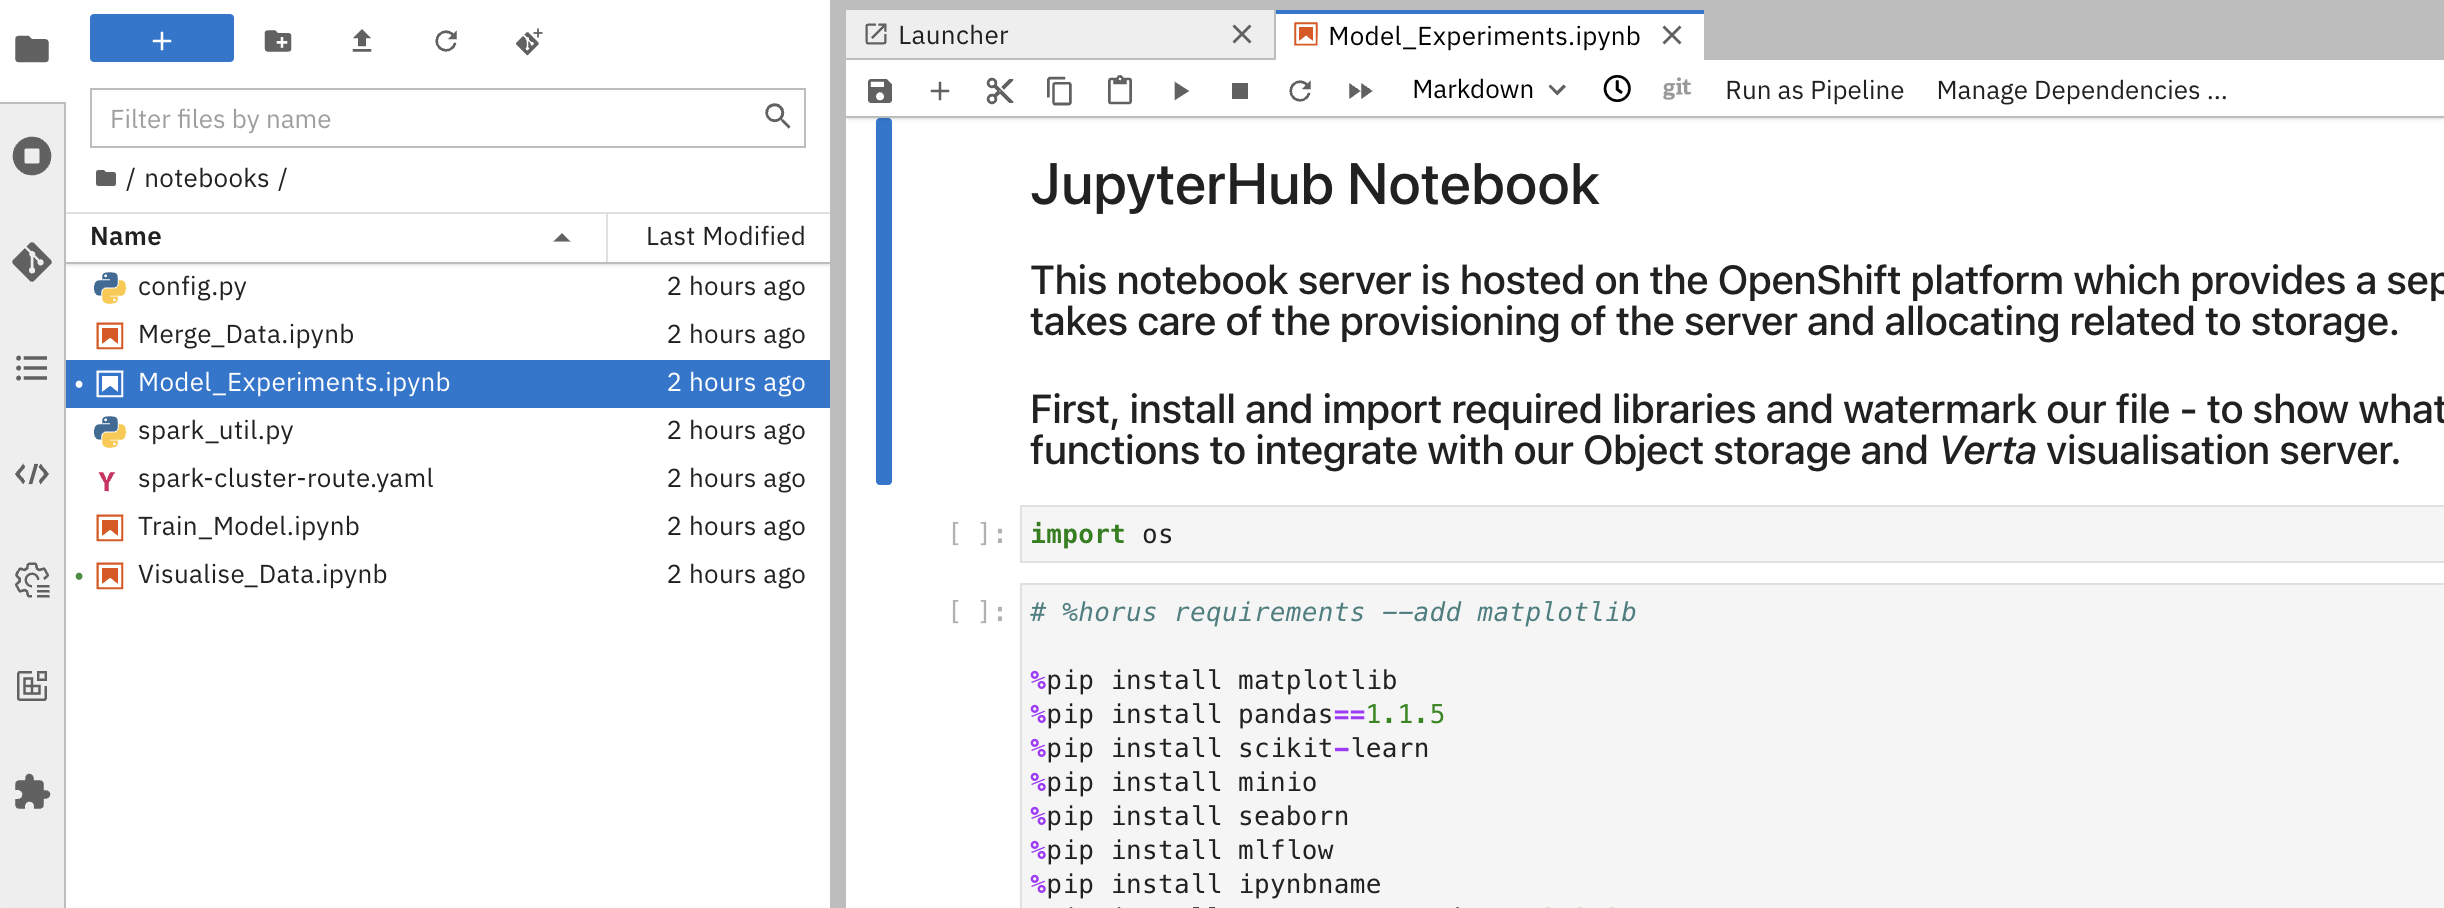 Filter files by name
/ notebooks /
Name Last Modified
config.py 2 hours ago
Merge_Data.ipynb 2 hours ago
Model_Experiments.ipynb 2 hours ago
spark_util.py 2 hours ago
Y spark-cluster-route.yaml 2 hours ago
Train_Model.ipynb 2 hours ago
Visualise_Data.ipynb 2 hours ago
Launcher
Model_Experiments.ipynb
Markdown git Run as Pipeline Manage Dependencies ...
JupyterHub Notebook
This notebook server is hosted on the OpenShift platform which provides a
takes care of the provisioning of the server and allocating related to storage.
First, install and import required libraries and watermark our file - to show what
functions to integrate with our Object storage and Verta visualisation server.
[ ]: import os
[ ]: # %horus requirements --add matplotlib
%pip install matplotlib
%pip install pandas==1.1.5
%pip install scikit-learn
%pip install minio
%pip install seaborn
%pip install mlflow
%pip install ipynbname